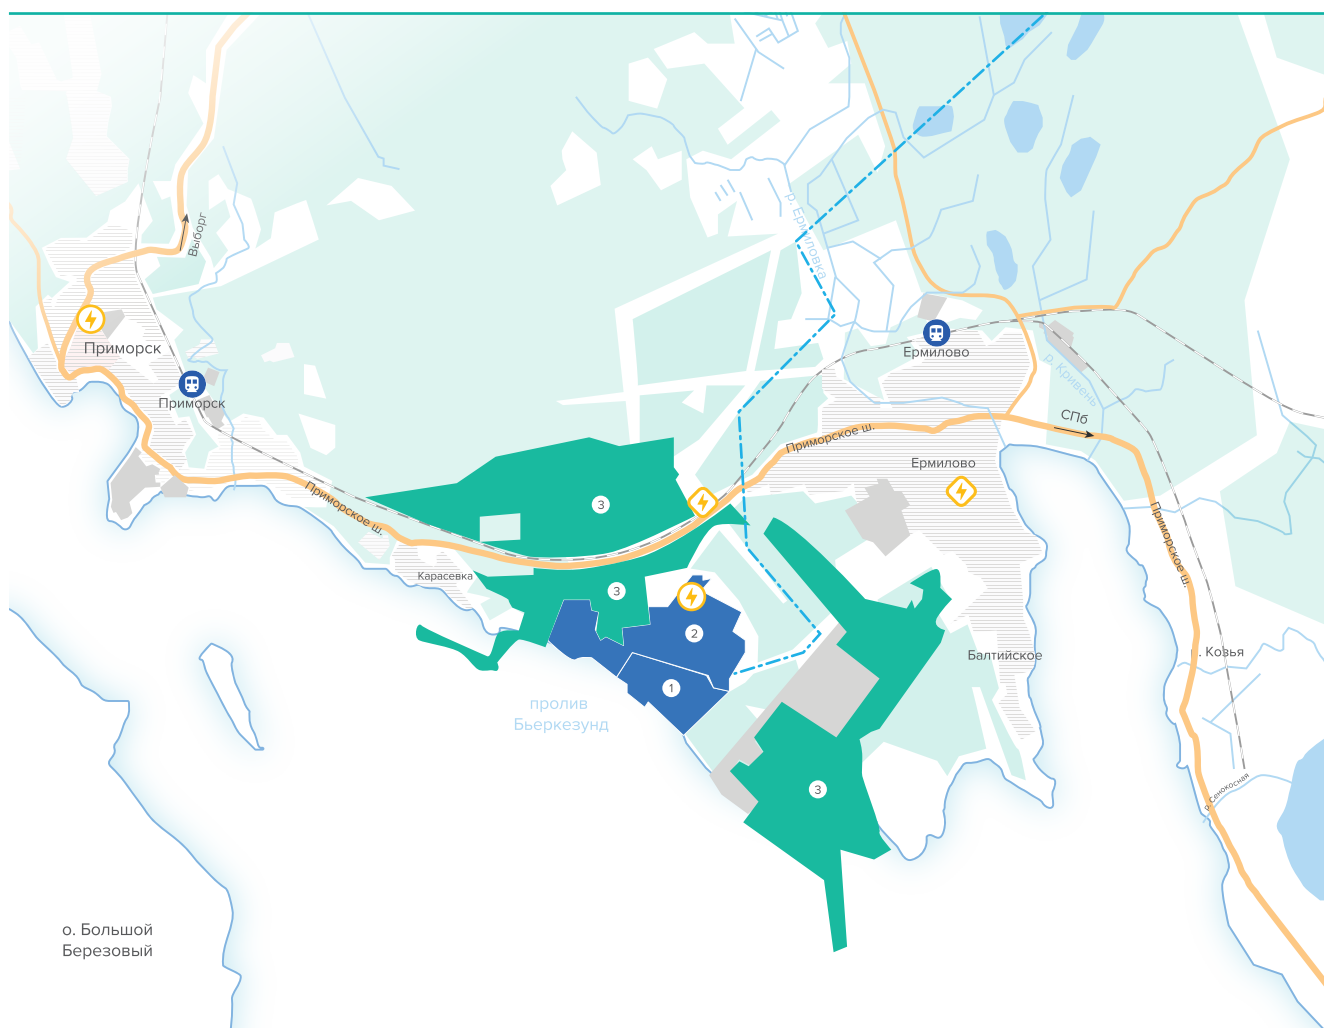 Выборг
р. Ермиловка
Приморск
Ермилово
р. Кривень
Приморск
СПб
Приморское ш.
Ермилово
Приморское ш.
3
Приморское ш.
Карасевка
3
2
Балтийское
. Козья
1
пролив
Бьеркезунд
3
р. Сенокосная
о. Большой
Березовый